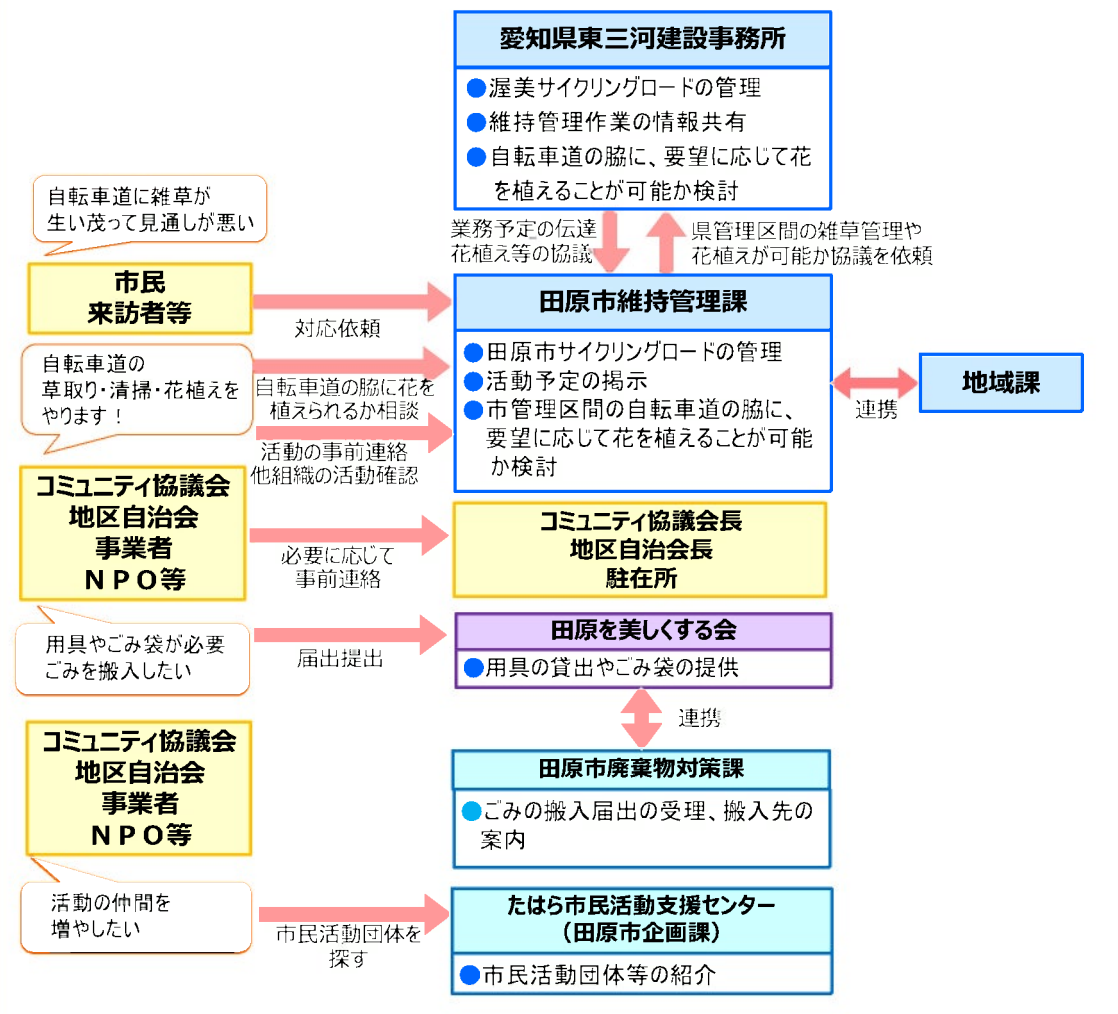 愛知県東三河建設事務所
●渥美サイクリングロードの管理
●維持管理作業の情報共有
●自転車道の脇に、要望に応じて花
を植えることが可能か検討
自転車道に雑草が
生い茂って見通しが悪い
業務予定の伝達
花植え等の協議
県管理区間の雑草管理や
花植えが可能か協議を依頼
市民
来訪者等
対応依頼
田原市維持管理課
●田原市サイクリングロードの管理
●活動予定の掲示
●市管理区間の自転車道の脇に、
要望に応じて花を植えることが可能
か検討
連携
地域課
自転車道の
草取り・清掃・花植えを
やります！
自転車道の脇に花を
植えられるか相談
活動の事前連絡
他組織の活動確認
コミュニティ協議会
地区自治会
事業者
ＮＰＯ等
必要に応じて
事前連絡
コミュニティ協議会長
地区自治会長
駐在所
用具やごみ袋が必要
ごみを搬入したい
届出提出
田原を美しくする会
●用具の貸出やごみ袋の提供
連携
コミュニティ協議会
地区自治会
事業者
ＮＰＯ等
田原市廃棄物対策課
●ごみの搬入届出の受理、搬入先の
案内
活動の仲間を
増やしたい
市民活動団体を
探す
たはら市民活動支援センター
（田原市企画課）
●市民活動団体等の紹介